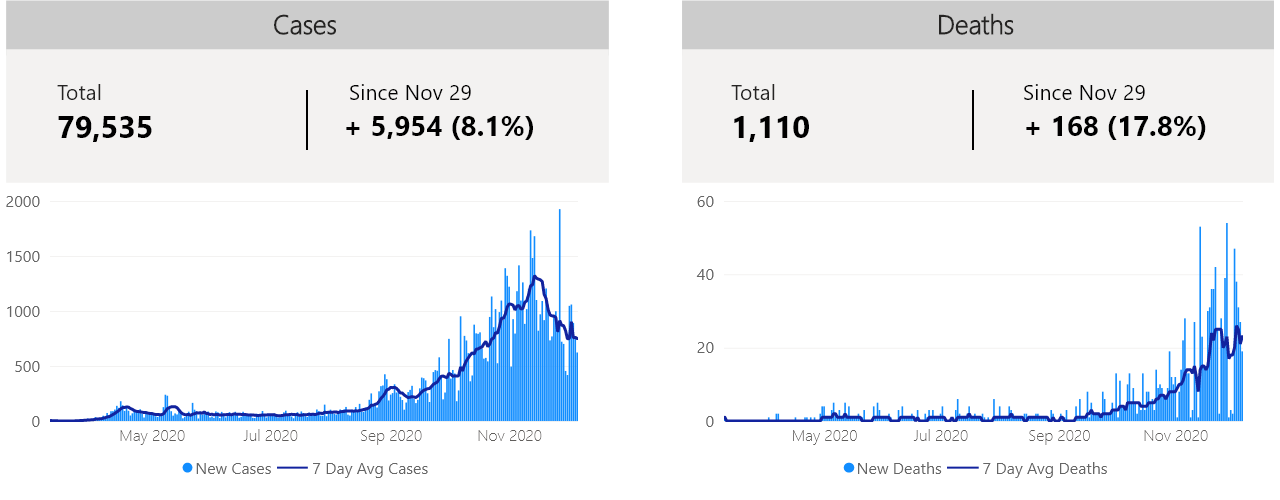 Cases
Total
79,535
Since Nov 29
+ 5,954 (8.1%)
2000
1500
1000
500
0
May 2020 Jul 2020 Sep 2020 Nov 2020
New Cases 7 Day Avg Cases
Deaths
Total
1,110
Since Nov 29
+ 168 (17.8%)
60
40
20
0
May 2020 Jul 2020 Sep 2020 Nov 2020
New Deaths 7 Day Avg Deaths